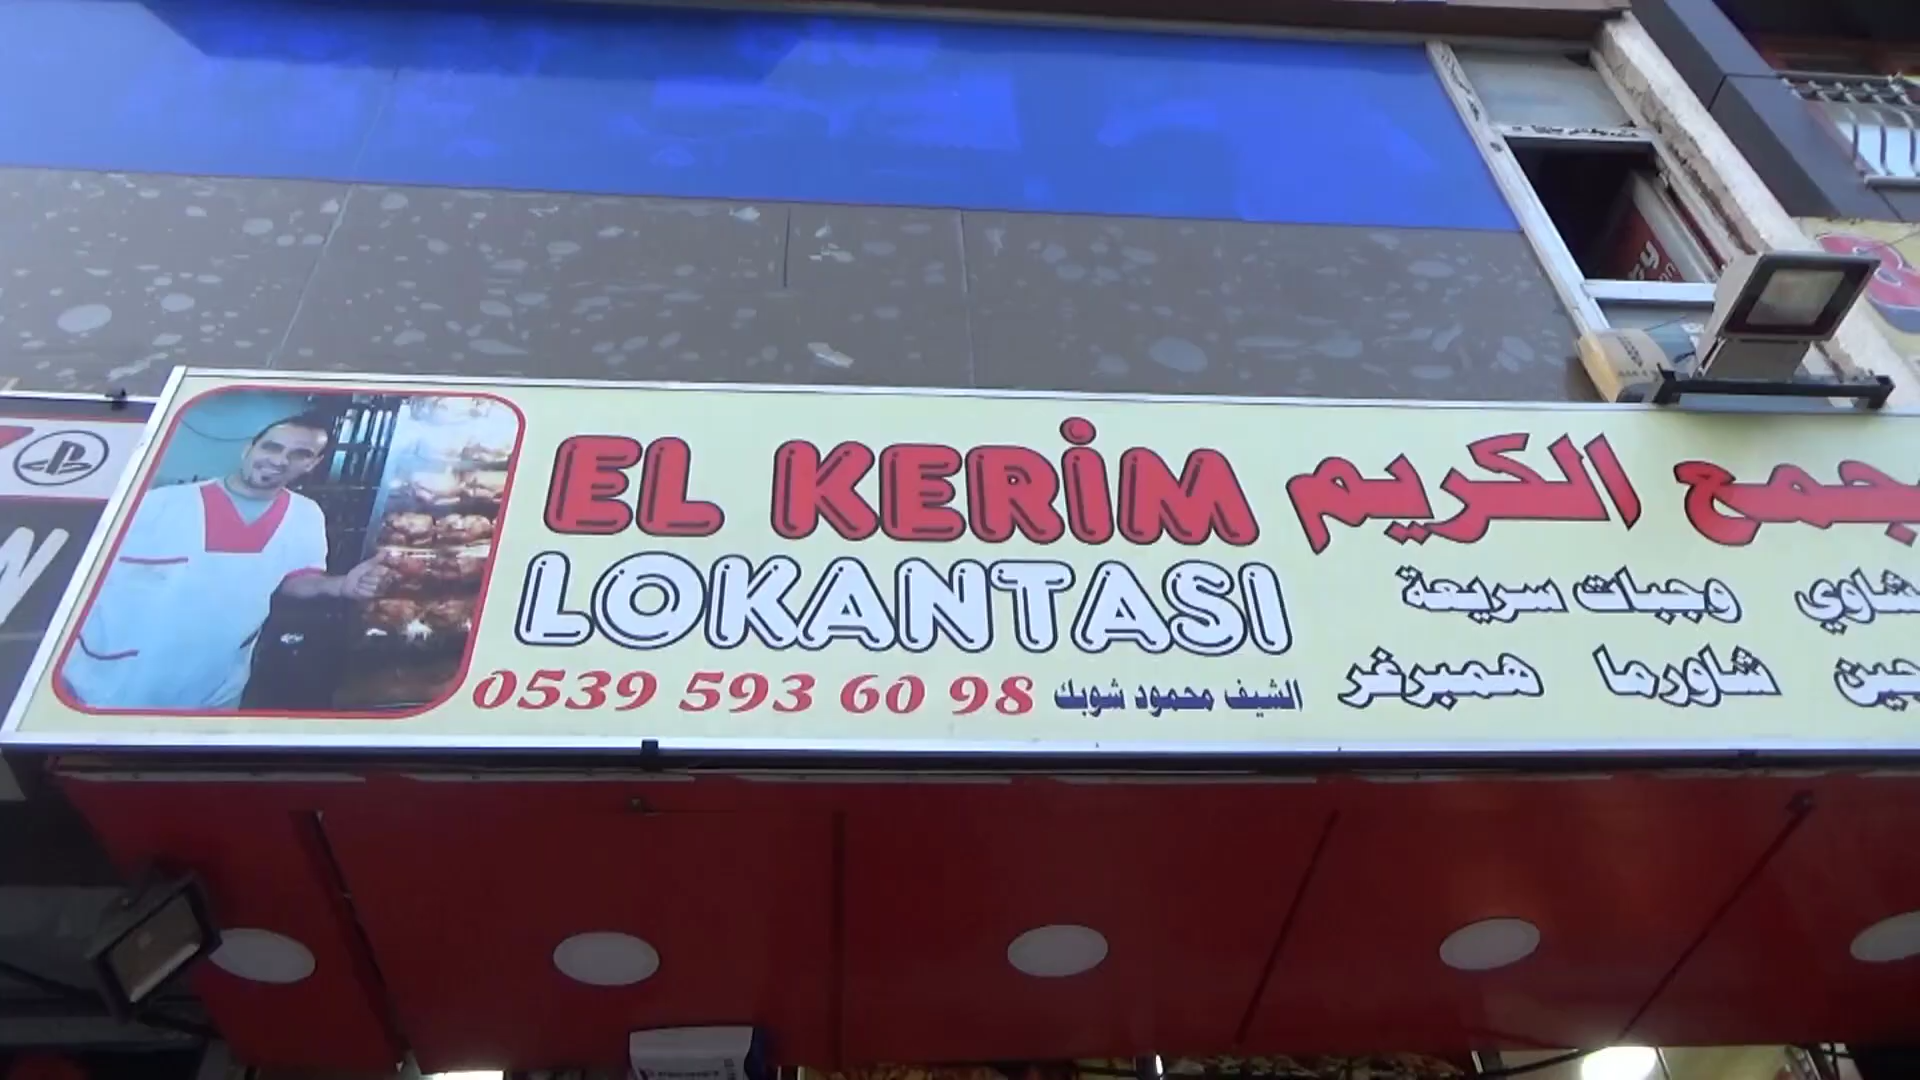 EL KERİM
LOKANTASI
0539 593 60 98
الشيف محمود شوبك
الكريم
وجبات سريعة
شاورما همبرغر